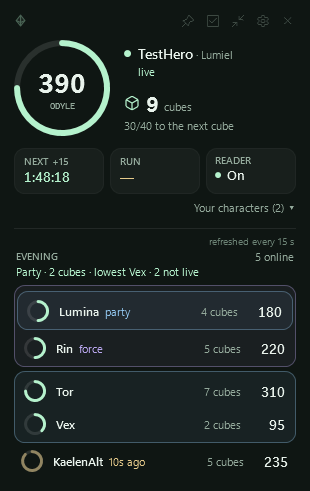 390
ODYLE
TestHero · Lumiel
live
9 cubes
30/40 to the next cube
NEXT +15
1:48:18
RUN
—
READER
On
Your characters (2) ▾
refreshed every 15 s
EVENING
5 online
Party · 2 cubes · lowest Vex · 2 not live
Lumina party 4 cubes 180
Rin force 5 cubes 220
Tor 7 cubes 310
Vex 2 cubes 95
KaelenAlt 10s ago 5 cubes 235